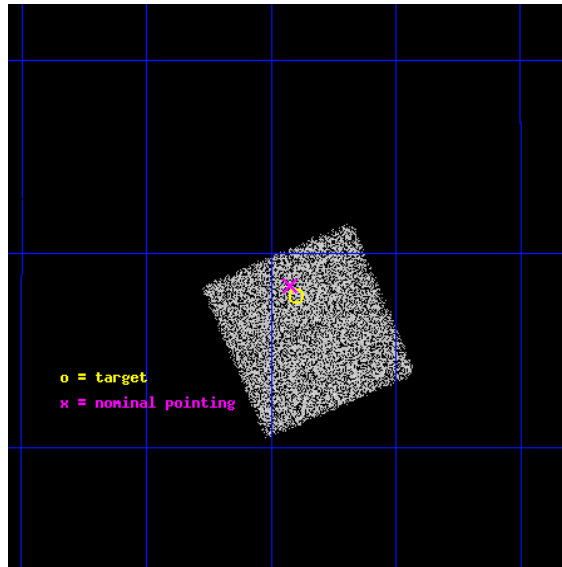 o = target
x = nominal pointing